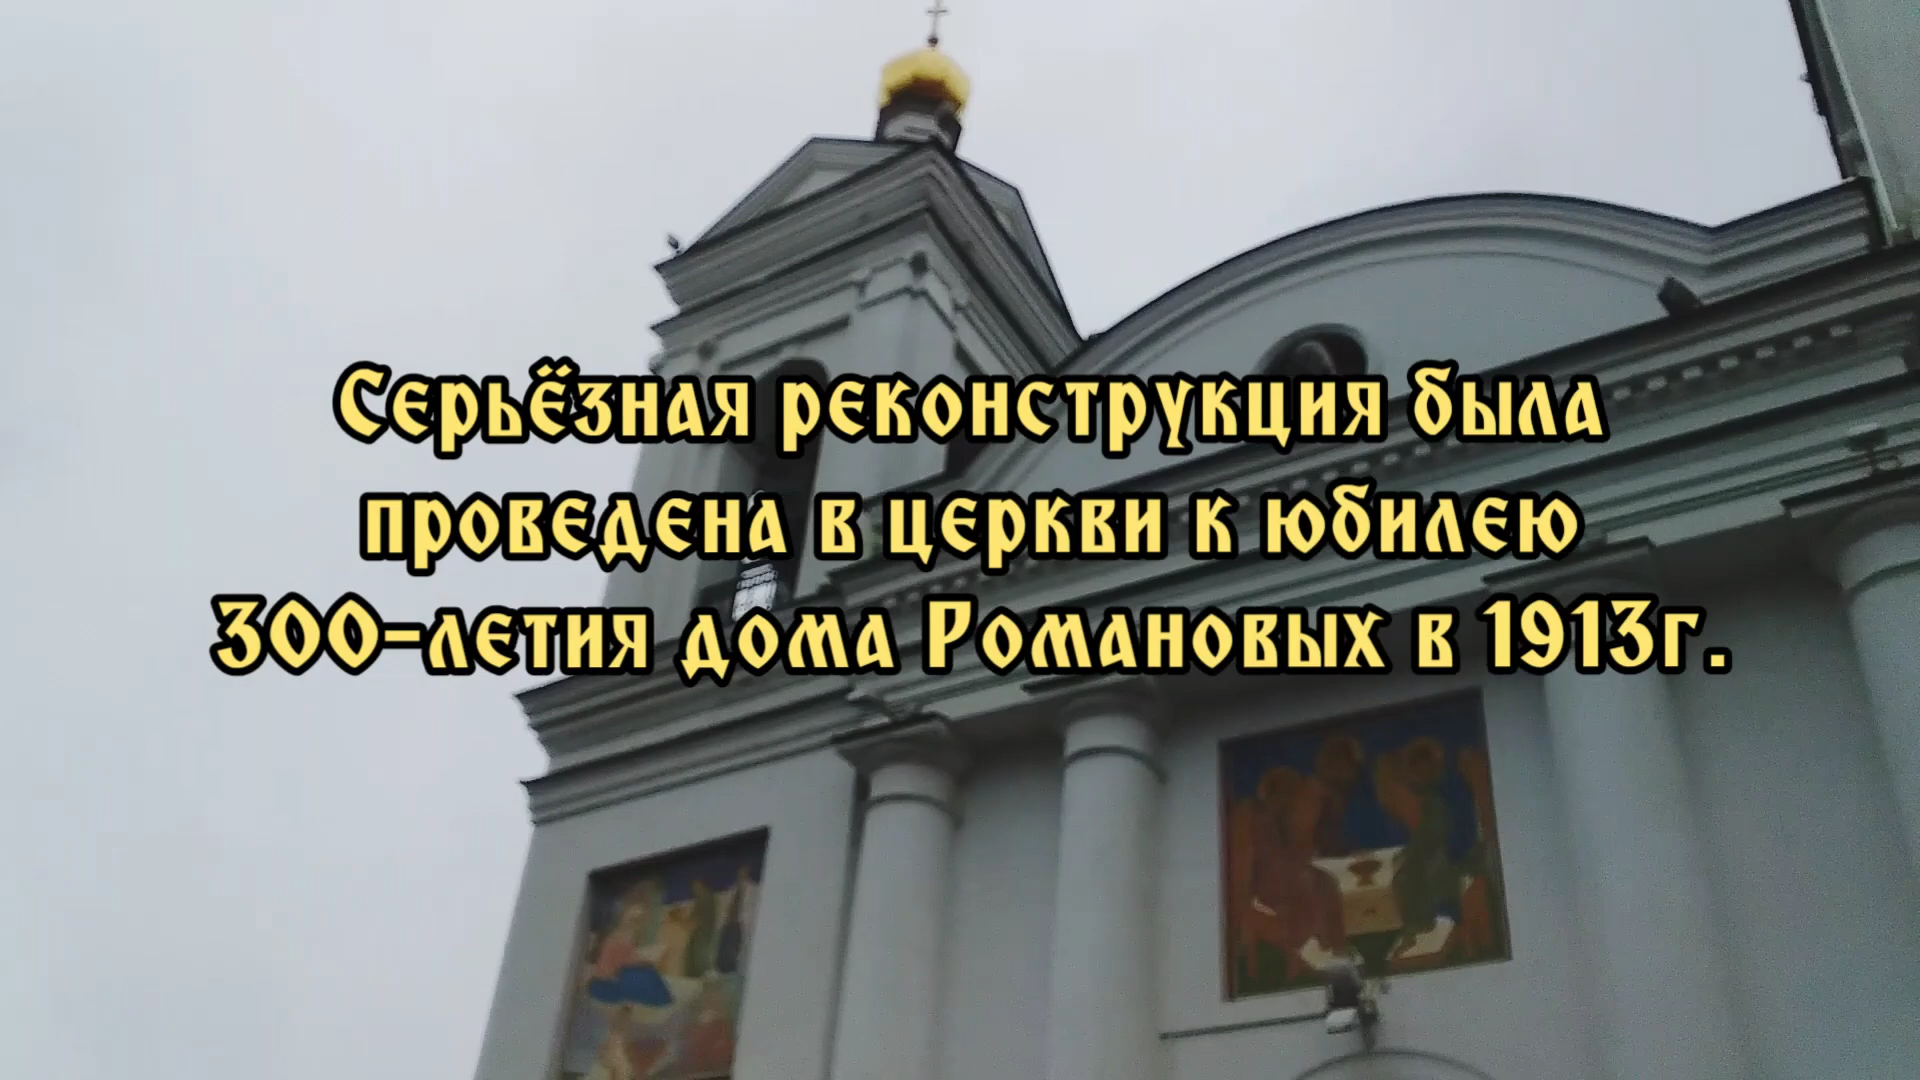 Серьёзная реконструкция была
проведена в церкви к юбилею
300-летия дома Романовых в 1913г.